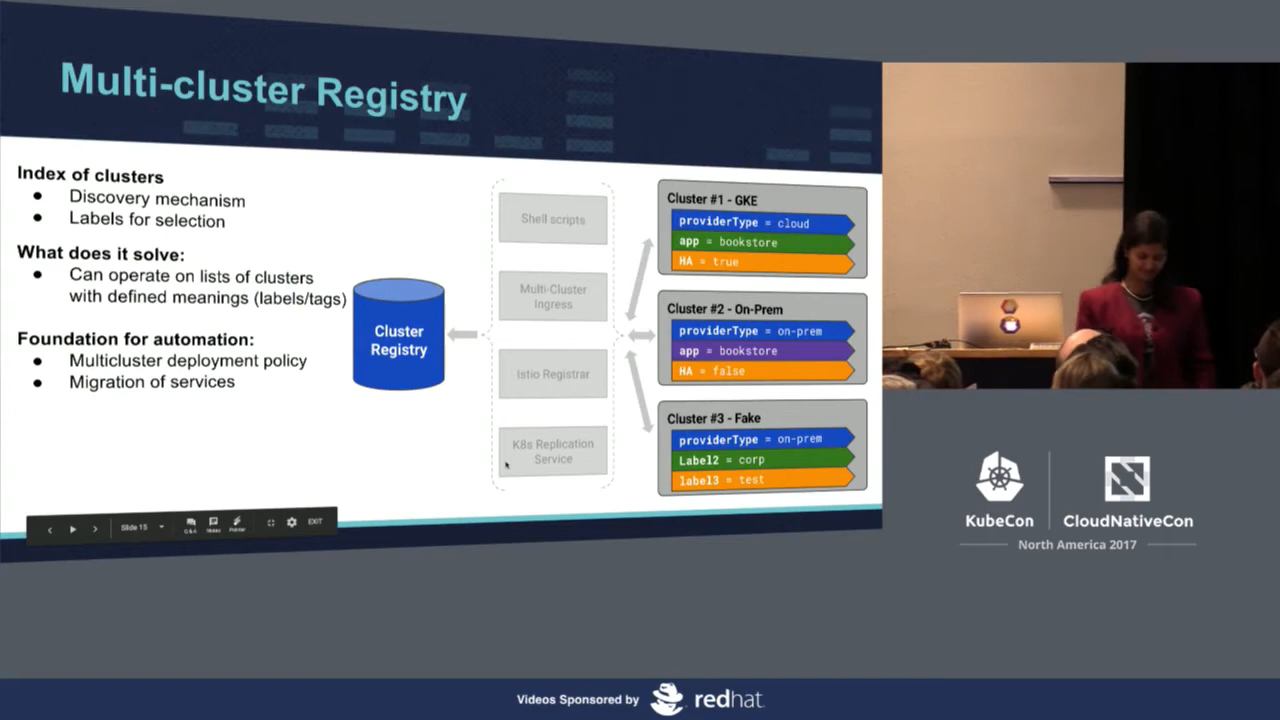 Multi-cluster Registry
Index of clusters
● Discovery mechanism
● Labels for selection
What does it solve:
● Can operate on lists of clusters
with defined meanings (labels/tags)
Foundation for automation:
● Multicluster deployment policy
● Migration of services
Cluster
Registry
Shell scripts
Multi-Cluster
Ingress
Istio Registrar
K8s Replication
Service
Cluster #1 - GKE
providerType = cloud
app = bookstore
HA = true
Cluster #2 - On-Prem
providerType = on-prem
app = bookstore
HA = false
Cluster #3 - Fake
providerType = on-prem
Label2 = corp
label3 = test
Slide 15
Q&A
Notes
Pointer
EXIT
KubeCon
CloudNativeCon
North America 2017
Videos Sponsored by
redhat.